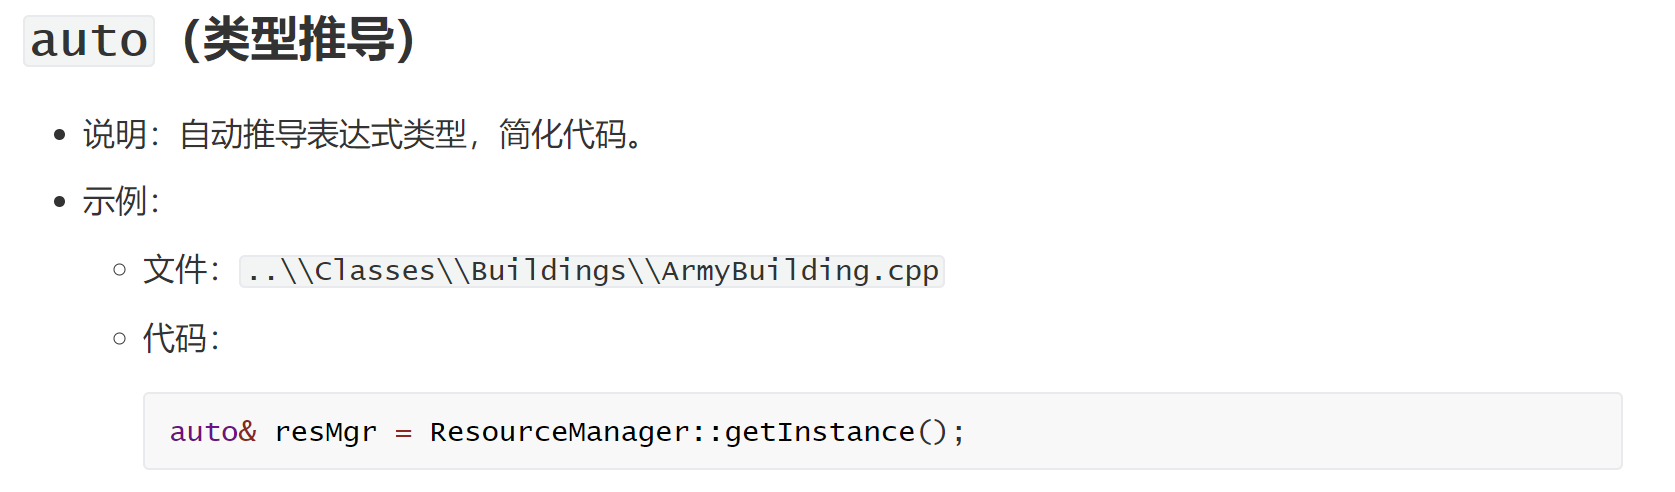 auto (类型推导)
说明：自动推导表达式类型，简化代码。
示例：
文件：..\\Classes\\Buildings\\ArmyBuilding.cpp
代码：
auto& resMgr = ResourceManager::getInstance();